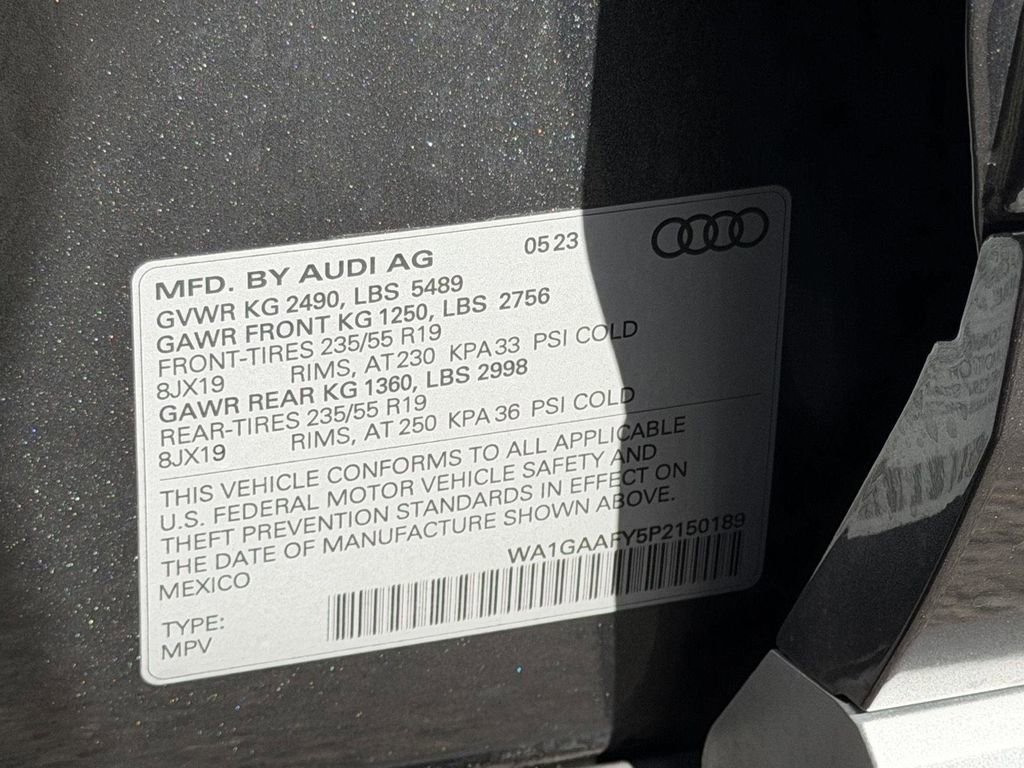 MFD. BY AUDI AG 05 23
GVWR KG 2490, LBS 5489
GAWR FRONT KG 1250, LBS 2756
FRONT-TIRES 235/55 R19
8JX19 RIMS, AT 230 KPA 33 PSI COLD
GAWR REAR KG 1360, LBS 2998
REAR-TIRES 235/55 R19
8JX19 RIMS, AT 250 KPA 36 PSI COLD
THIS VEHICLE CONFORMS TO ALL APPLICABLE
U.S. FEDERAL MOTOR VEHICLE SAFETY AND
THEFT PREVENTION STANDARDS IN EFFECT ON
THE DATE OF MANUFACTURE SHOWN ABOVE.
MEXICO WA1GAAFY5P2150189
TYPE:
MPV